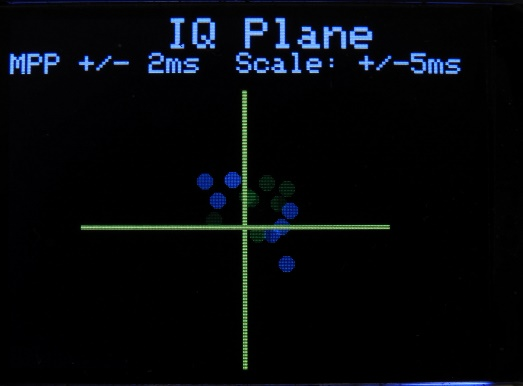 IQ Plane
MPP +/- 2ms Scale: +/-5ms